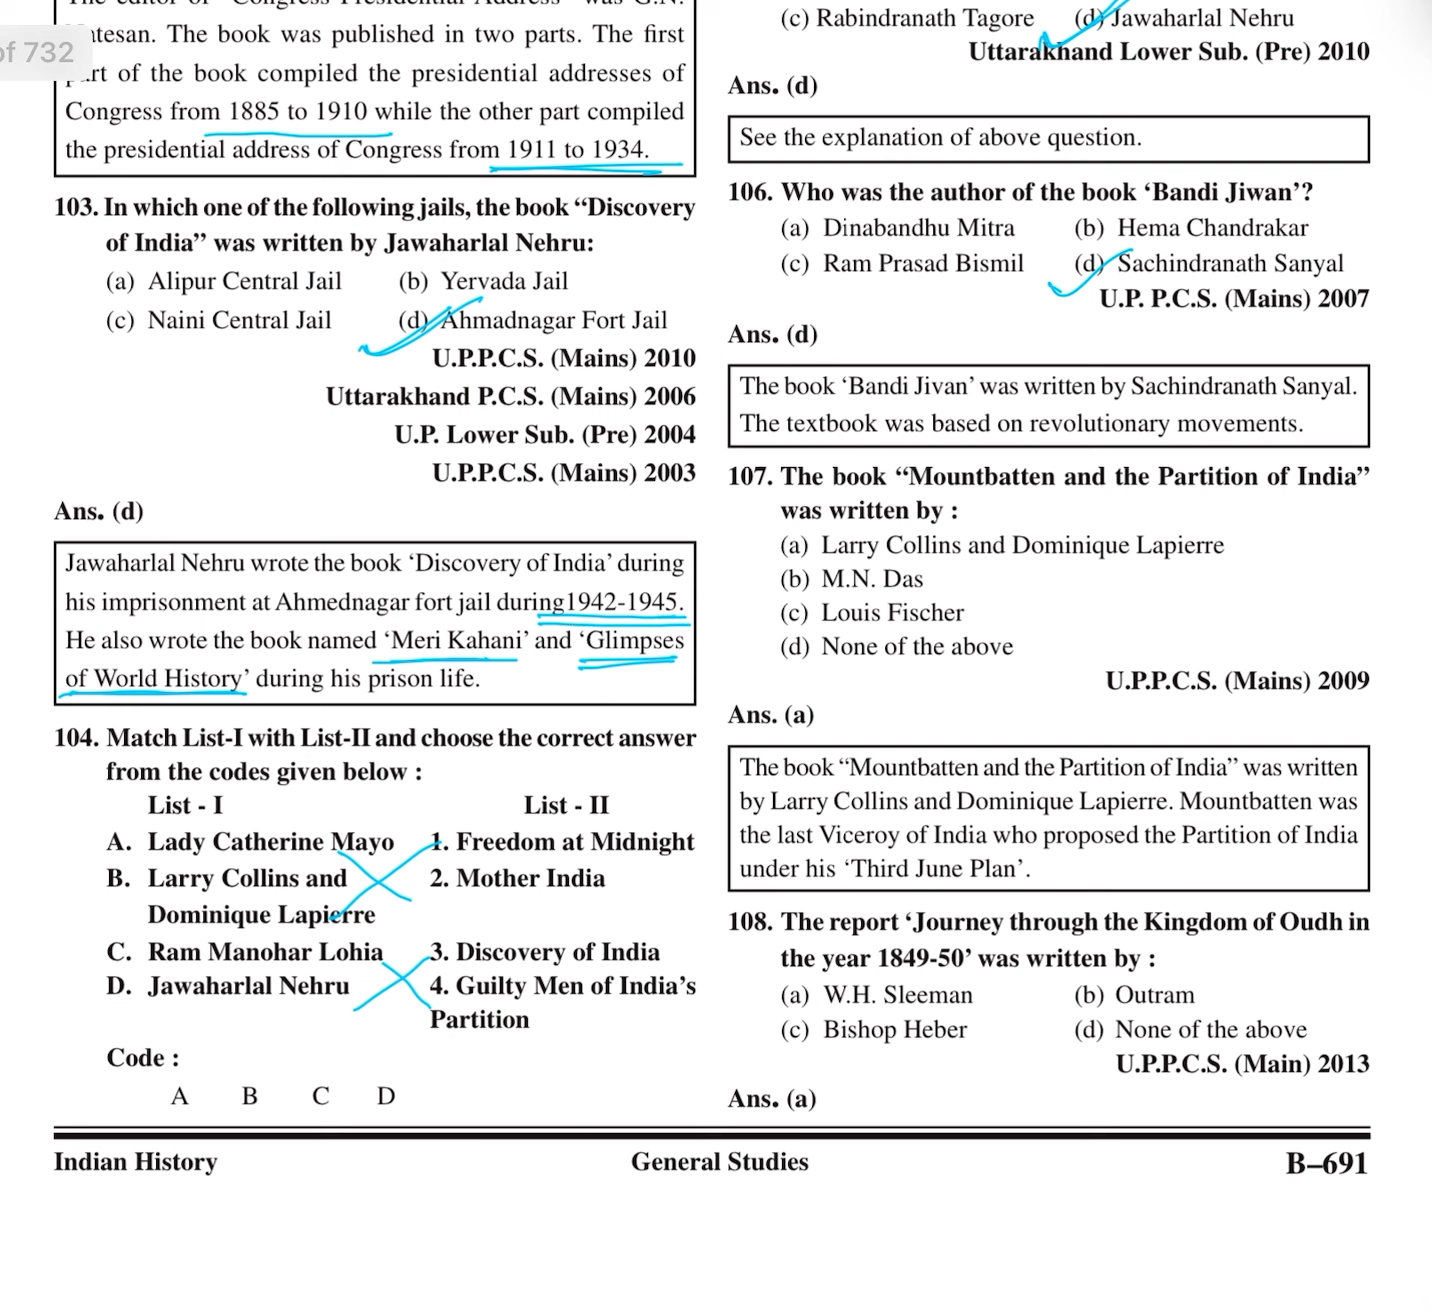 of 732
tesan. The book was published in two parts. The first
part of the book compiled the presidential addresses of
Congress from 1885 to 1910 while the other part compiled
the presidential address of Congress from 1911 to 1934.
103. In which one of the following jails, the book “Discovery
of India” was written by Jawaharlal Nehru:
(a) Alipur Central Jail (b) Yervada Jail
(c) Naini Central Jail (d) Ahmadnagar Fort Jail
U.P.P.C.S. (Mains) 2010
Uttarakhand P.C.S. (Mains) 2006
U.P. Lower Sub. (Pre) 2004
U.P.P.C.S. (Mains) 2003
Ans. (d)
Jawaharlal Nehru wrote the book ‘Discovery of India’ during
his imprisonment at Ahmednagar fort jail during1942-1945.
He also wrote the book named ‘Meri Kahani’ and ‘Glimpses
of World History’ during his prison life.
104. Match List-I with List-II and choose the correct answer
from the codes given below :
List - I List - II
A. Lady Catherine Mayo 1. Freedom at Midnight
B. Larry Collins and 2. Mother India
Dominique Lapierre
C. Ram Manohar Lohia 3. Discovery of India
D. Jawaharlal Nehru 4. Guilty Men of India’s
Partition
Code :
A B C D
(c) Rabindranath Tagore (d) Jawaharlal Nehru
Uttarakhand Lower Sub. (Pre) 2010
Ans. (d)
See the explanation of above question.
106. Who was the author of the book ‘Bandi Jiwan’?
(a) Dinabandhu Mitra (b) Hema Chandrakar
(c) Ram Prasad Bismil (d) Sachindranath Sanyal
U.P. P.C.S. (Mains) 2007
Ans. (d)
The book ‘Bandi Jivan’ was written by Sachindranath Sanyal.
The textbook was based on revolutionary movements.
107. The book “Mountbatten and the Partition of India”
was written by :
(a) Larry Collins and Dominique Lapierre
(b) M.N. Das
(c) Louis Fischer
(d) None of the above
U.P.P.C.S. (Mains) 2009
Ans. (a)
The book “Mountbatten and the Partition of India” was written
by Larry Collins and Dominique Lapierre. Mountbatten was
the last Viceroy of India who proposed the Partition of India
under his ‘Third June Plan’.
108. The report ‘Journey through the Kingdom of Oudh in
the year 1849-50’ was written by :
(a) W.H. Sleeman (b) Outram
(c) Bishop Heber (d) None of the above
U.P.P.C.S. (Main) 2013
Ans. (a)
Indian History General Studies B–691